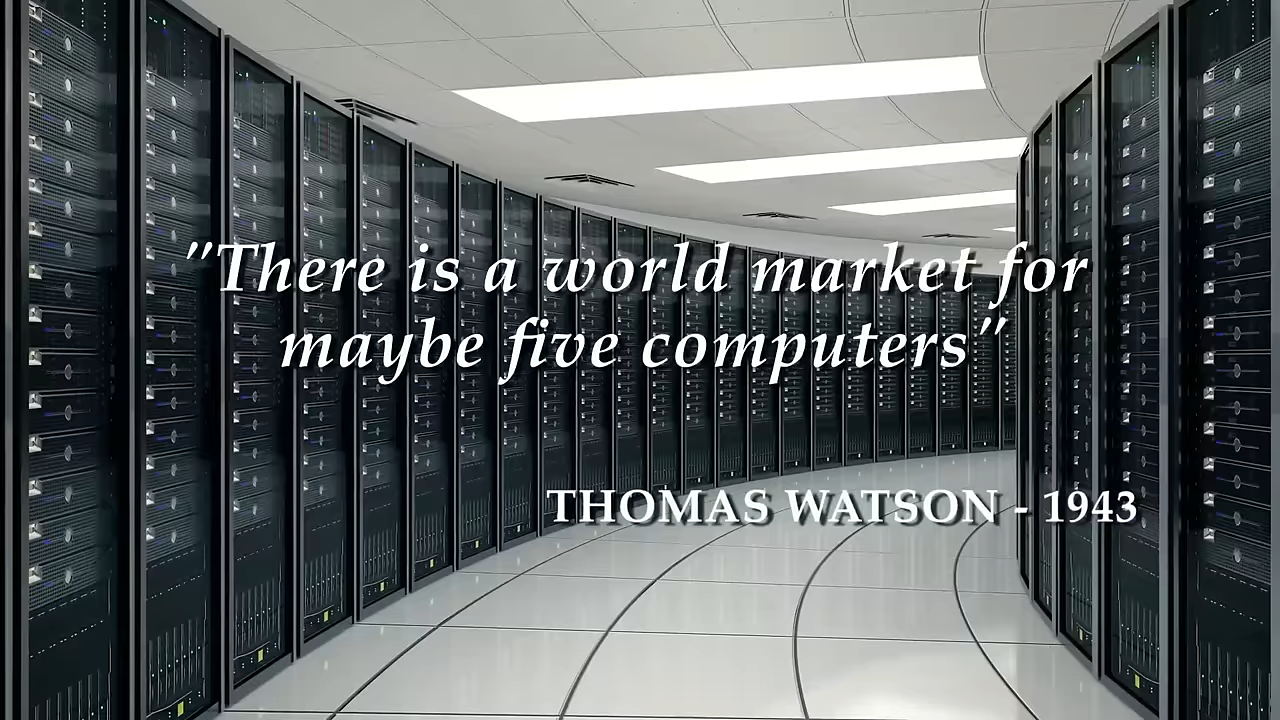 "There is a world market for
maybe five computers"
THOMAS WATSON - 1943